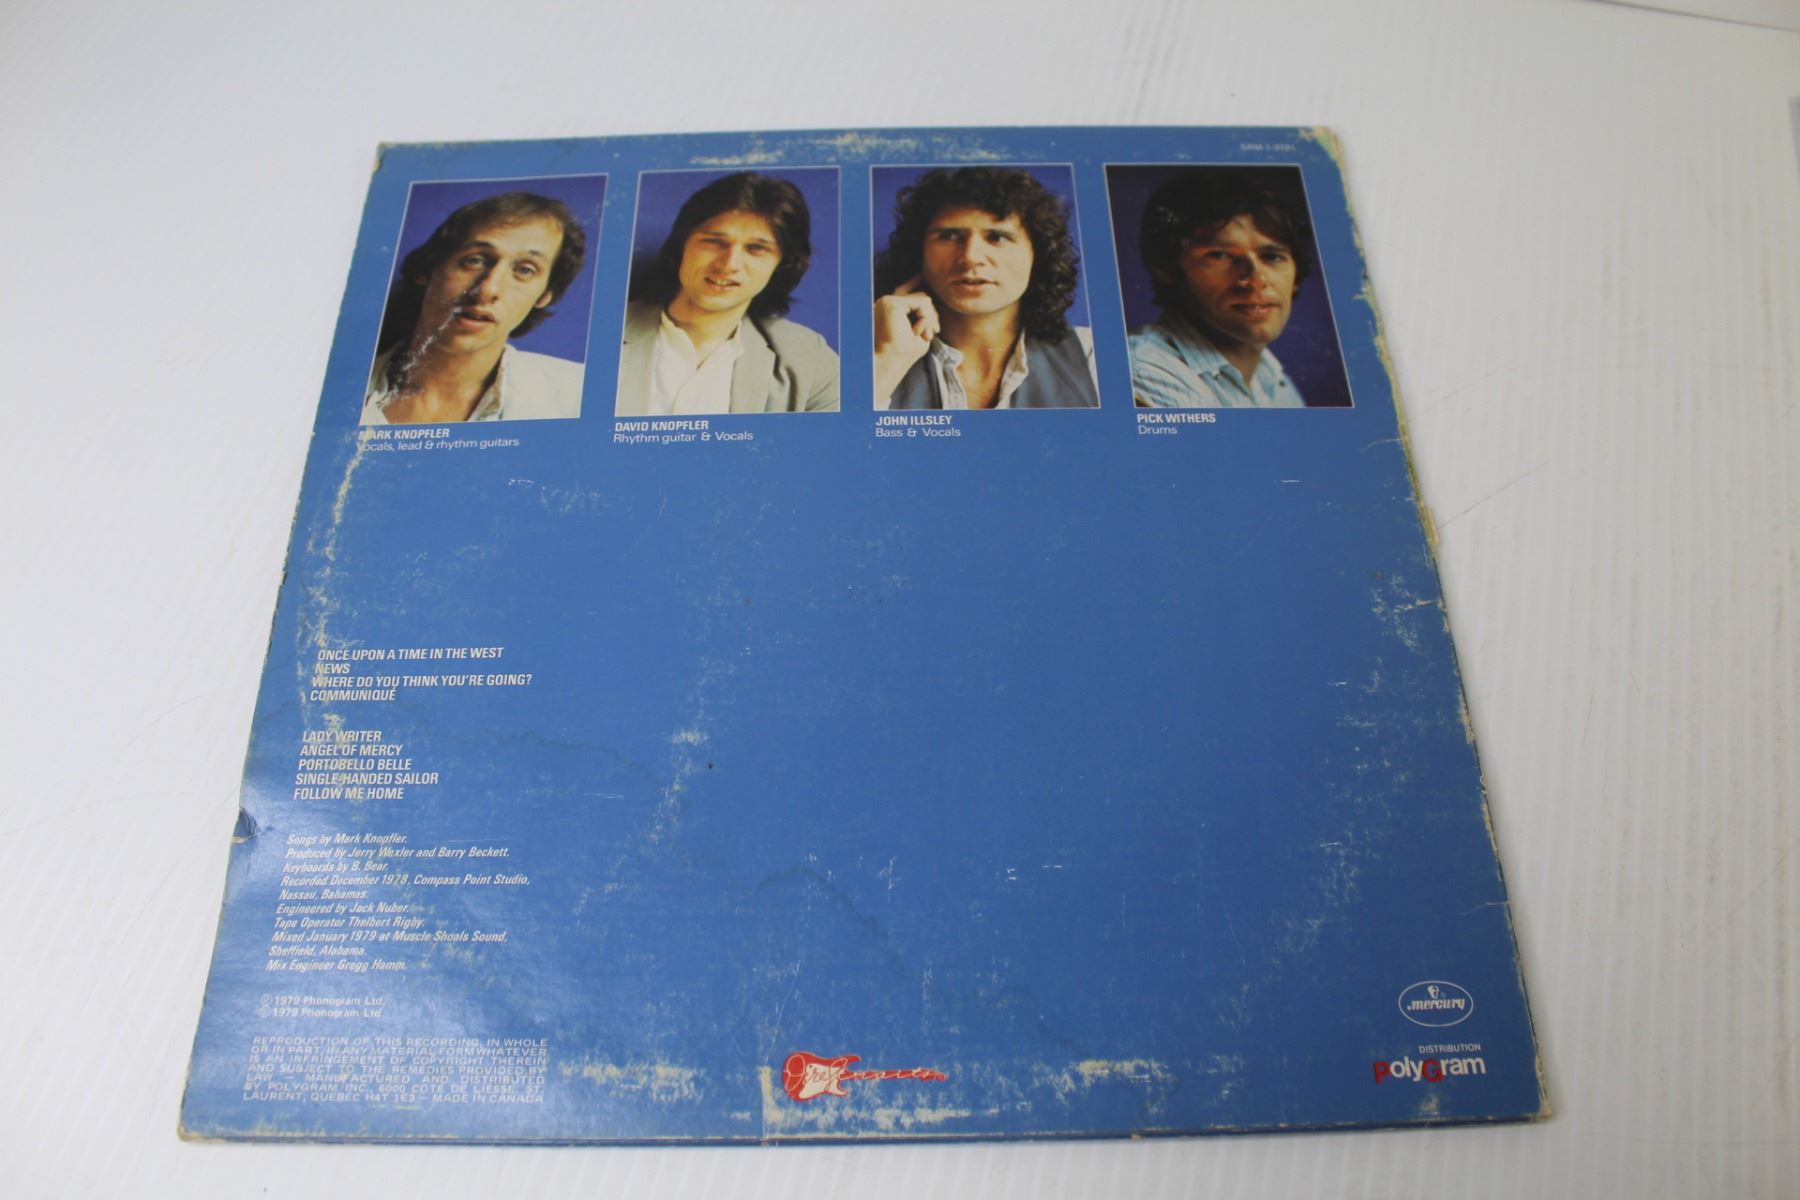 SRM-1-3791
MARK KNOPFLER
Vocals, lead & rhythm guitars
DAVID KNOPFLER
Rhythm guitar & Vocals
JOHN ILLSLEY
Bass & Vocals
PICK WITHERS
Drums
ONCE UPON A TIME IN THE WEST
NEWS
WHERE DO YOU THINK YOU'RE GOING?
COMMUNIQUÉ
LADY WRITER
ANGEL OF MERCY
PORTOBELLO BELLE
SINGLE-HANDED SAILOR
FOLLOW ME HOME
Songs by Mark Knopfler.
Produced by Jerry Wexler and Barry Beckett.
Keyboards by B. Bear.
Recorded December 1978, Compass Point Studio,
Nassau, Bahamas.
Engineered by Jack Nuber.
Tape Operator Thelbert Rigby.
Mixed January 1979 at Muscle Shoals Sound,
Sheffield, Alabama.
Mix Engineer Gregg Hamm.
Ⓟ 1979 Phonogram Ltd.
© 1979 Phonogram Ltd.
REPRODUCTION OF THIS RECORDING, IN WHOLE
OR IN PART, IN ANY MATERIAL FORM WHATEVER
IS AN INFRINGEMENT OF COPYRIGHT THEREIN
AND SUBJECT TO THE REMEDIES PROVIDED BY
LAW — MANUFACTURED AND DISTRIBUTED
BY POLYGRAM INC., 6000 COTE DE LIESSE, ST.
LAURENT, QUEBEC H4T 1E3 — MADE IN CANADA
Dire Straits
mercury
DISTRIBUTION
PolyGram